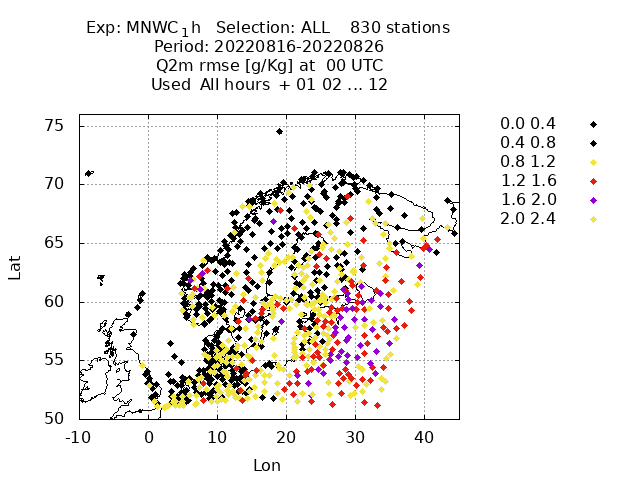 Exp: MNWC_1h   Selection: ALL    830 stations
Period: 20220816-20220826
Q2m rmse [g/Kg] at  00 UTC
Used  All hours  + 01 02 ... 12
0.0 0.4
0.4 0.8
0.8 1.2
1.2 1.6
1.6 2.0
2.0 2.4
75
70
65
60
55
50
Lat
-10 0 10 20 30 40
Lon